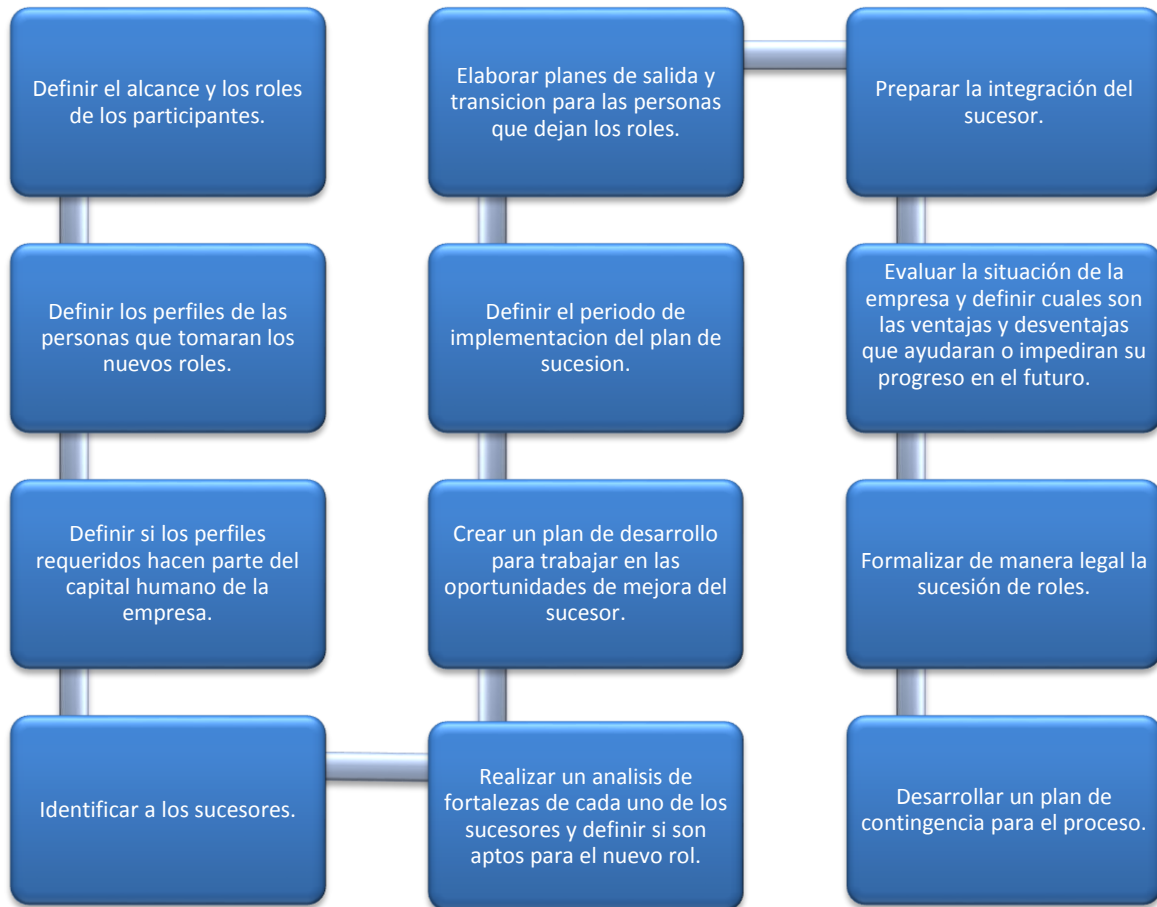 Definir el alcance y los roles
de los participantes.
Definir los perfiles de las
personas que tomaran los
nuevos roles.
Definir si los perfiles
requeridos hacen parte del
capital humano de la
empresa.
Identificar a los sucesores.
Realizar un analisis de
fortalezas de cada uno de los
sucesores y definir si son
aptos para el nuevo rol.
Crear un plan de desarrollo
para trabajar en las
oportunidades de mejora del
sucesor.
Definir el periodo de
implementacion del plan de
sucesion.
Elaborar planes de salida y
transicion para las personas
que dejan los roles.
Preparar la integración del
sucesor.
Evaluar la situación de la
empresa y definir cuales son
las ventajas y desventajas
que ayudaran o impediran su
progreso en el futuro.
Formalizar de manera legal la
sucesión de roles.
Desarrollar un plan de
contingencia para el proceso.